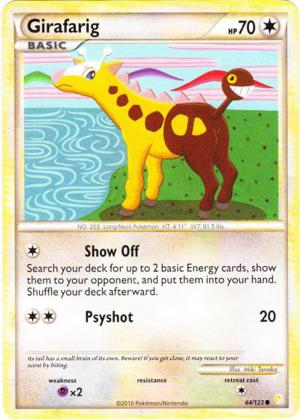 Girafarig HP 70
BASIC
NO. 203 Long Neck Pokémon HT: 4'11" WT: 91.5 lbs.
Show Off
Search your deck for up to 2 basic Energy cards, show
them to your opponent, and put them into your hand.
Shuffle your deck afterward.
Psyshot 20
Illus. Miki Tanaka
Its tail has a small brain of its own. Beware! If you get close, it may react to
your scent by biting.
weakness resistance retreat cost
×2
©2010 Pokémon/Nintendo 64/123